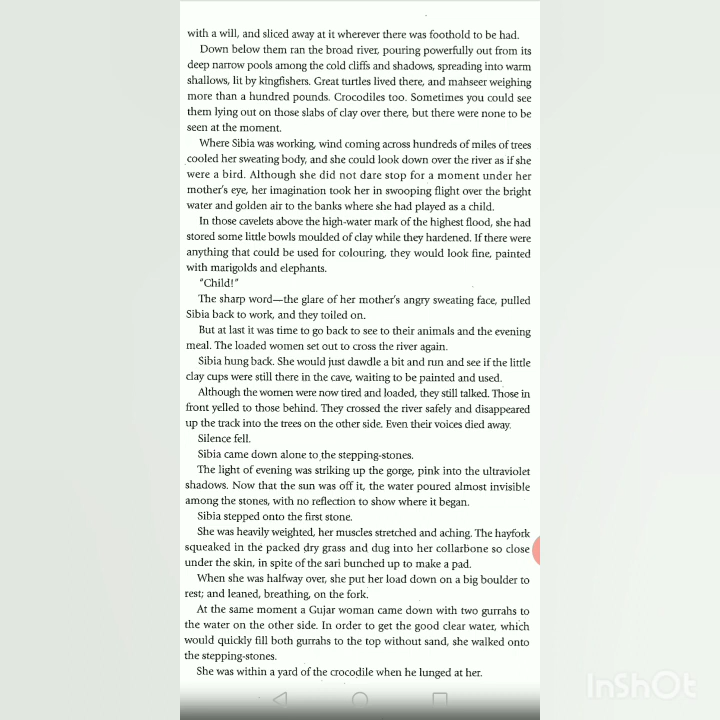 with a will, and sliced away at it wherever there was foothold to be had.
Down below them ran the broad river, pouring powerfully out from its
deep narrow pools among the cold cliffs and shadows, spreading into warm
shallows, lit by kingfishers. Great turtles lived there, and mahseer weighing
more than a hundred pounds. Crocodiles too. Sometimes you could see
them lying out on those slabs of clay over there, but there were none to be
seen at the moment.
Where Sibia was working, wind coming across hundreds of miles of trees
cooled her sweating body, and she could look down over the river as if she
were a bird. Although she did not dare stop for a moment under her
mother's eye, her imagination took her in swooping flight over the bright
water and golden air to the banks where she had played as a child.
In those cavelets above the high-water mark of the highest flood, she had
stored some little bowls moulded of clay while they hardened. If there were
anything that could be used for colouring, they would look fine, painted
with marigolds and elephants.
"Child!"
The sharp word—the glare of her mother's angry sweating face, pulled
Sibia back to work, and they toiled on.
But at last it was time to go back to see to their animals and the evening
meal. The loaded women set out to cross the river again.
Sibia hung back. She would just dawdle a bit and run and see if the little
clay cups were still there in the cave, waiting to be painted and used.
Although the women were now tired and loaded, they still talked. Those in
front yelled to those behind. They crossed the river safely and disappeared
up the track into the trees on the other side. Even their voices died away.
Silence fell.
Sibia came down alone to the stepping-stones.
The light of evening was striking up the gorge, pink into the ultraviolet
shadows. Now that the sun was off it, the water poured almost invisible
among the stones, with no reflection to show where it began.
Sibia stepped onto the first stone.
She was heavily weighted, her muscles stretched and aching. The hayfork
squeaked in the packed dry grass and dug into her collarbone so close
under the skin, in spite of the sari bunched up to make a pad.
When she was halfway over, she put her load down on a big boulder to
rest; and leaned, breathing, on the fork.
At the same moment a Gujar woman came down with two gurrahs to
the water on the other side. In order to get the good clear water, which
would quickly fill both gurrahs to the top without sand, she walked onto
the stepping-stones.
She was within a yard of the crocodile when he lunged at her.
InShOt